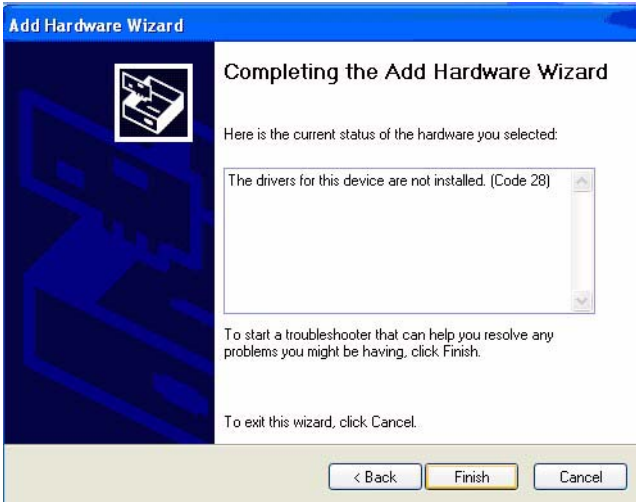 Add Hardware Wizard
Completing the Add Hardware Wizard
Here is the current status of the hardware you selected:
The drivers for this device are not installed. (Code 28)
To start a troubleshooter that can help you resolve any
problems you might be having, click Finish.
To exit this wizard, click Cancel.
< Back Finish Cancel